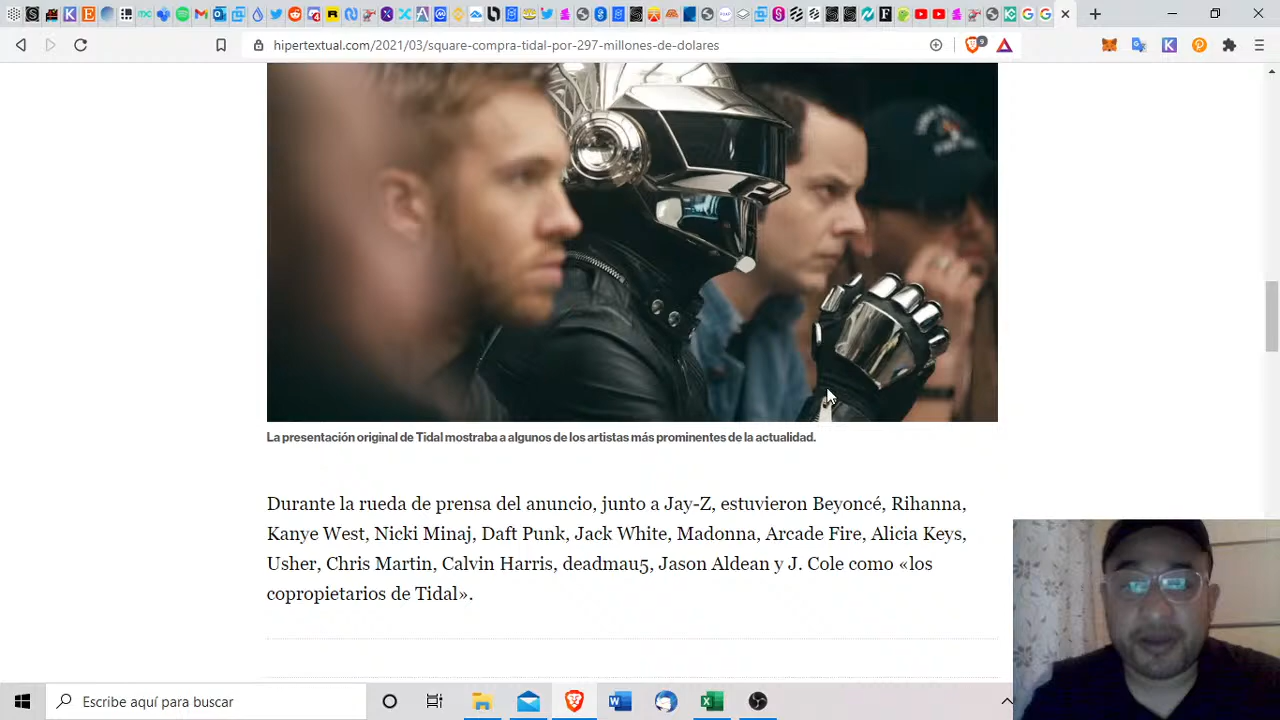 hipertextual.com/2021/03/square-compra-tidal-por-297-millones-de-dolares
La presentación original de Tidal mostraba a algunos de los artistas más prominentes de la actualidad.
Durante la rueda de prensa del anuncio, junto a Jay-Z, estuvieron Beyoncé, Rihanna,
Kanye West, Nicki Minaj, Daft Punk, Jack White, Madonna, Arcade Fire, Alicia Keys,
Usher, Chris Martin, Calvin Harris, deadmau5, Jason Aldean y J. Cole como «los
copropietarios de Tidal».
Escribe aquí para buscar